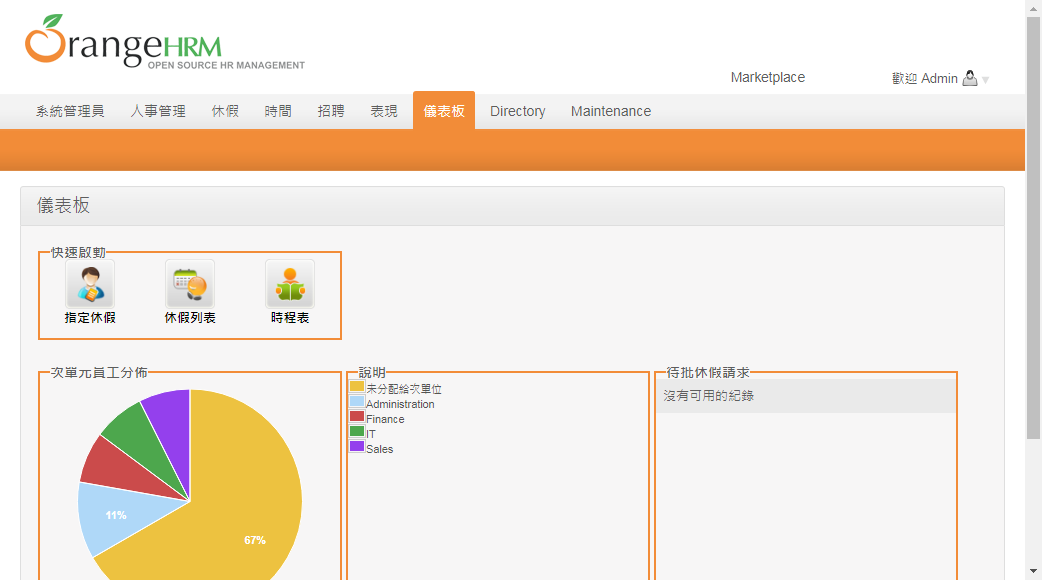 OrangeHRM
OPEN SOURCE HR MANAGEMENT
Marketplace
歡迎 Admin
系統管理員 人事管理 休假 時間 招聘 表現 儀表板 Directory Maintenance
儀表板
快速啟動
指定休假 休假列表 時程表
次單元員工分佈
11%
67%
說明
未分配給次單位
Administration
Finance
IT
Sales
待批休假請求
沒有可用的紀錄